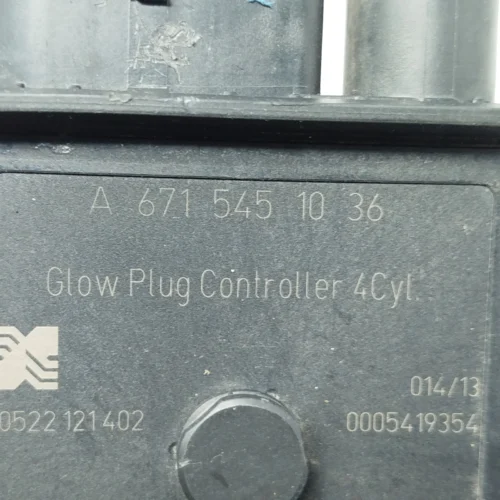 A 671 545 10 36
Glow Plug Controller 4Cyl.
014/13
0522 121 402
0005419354